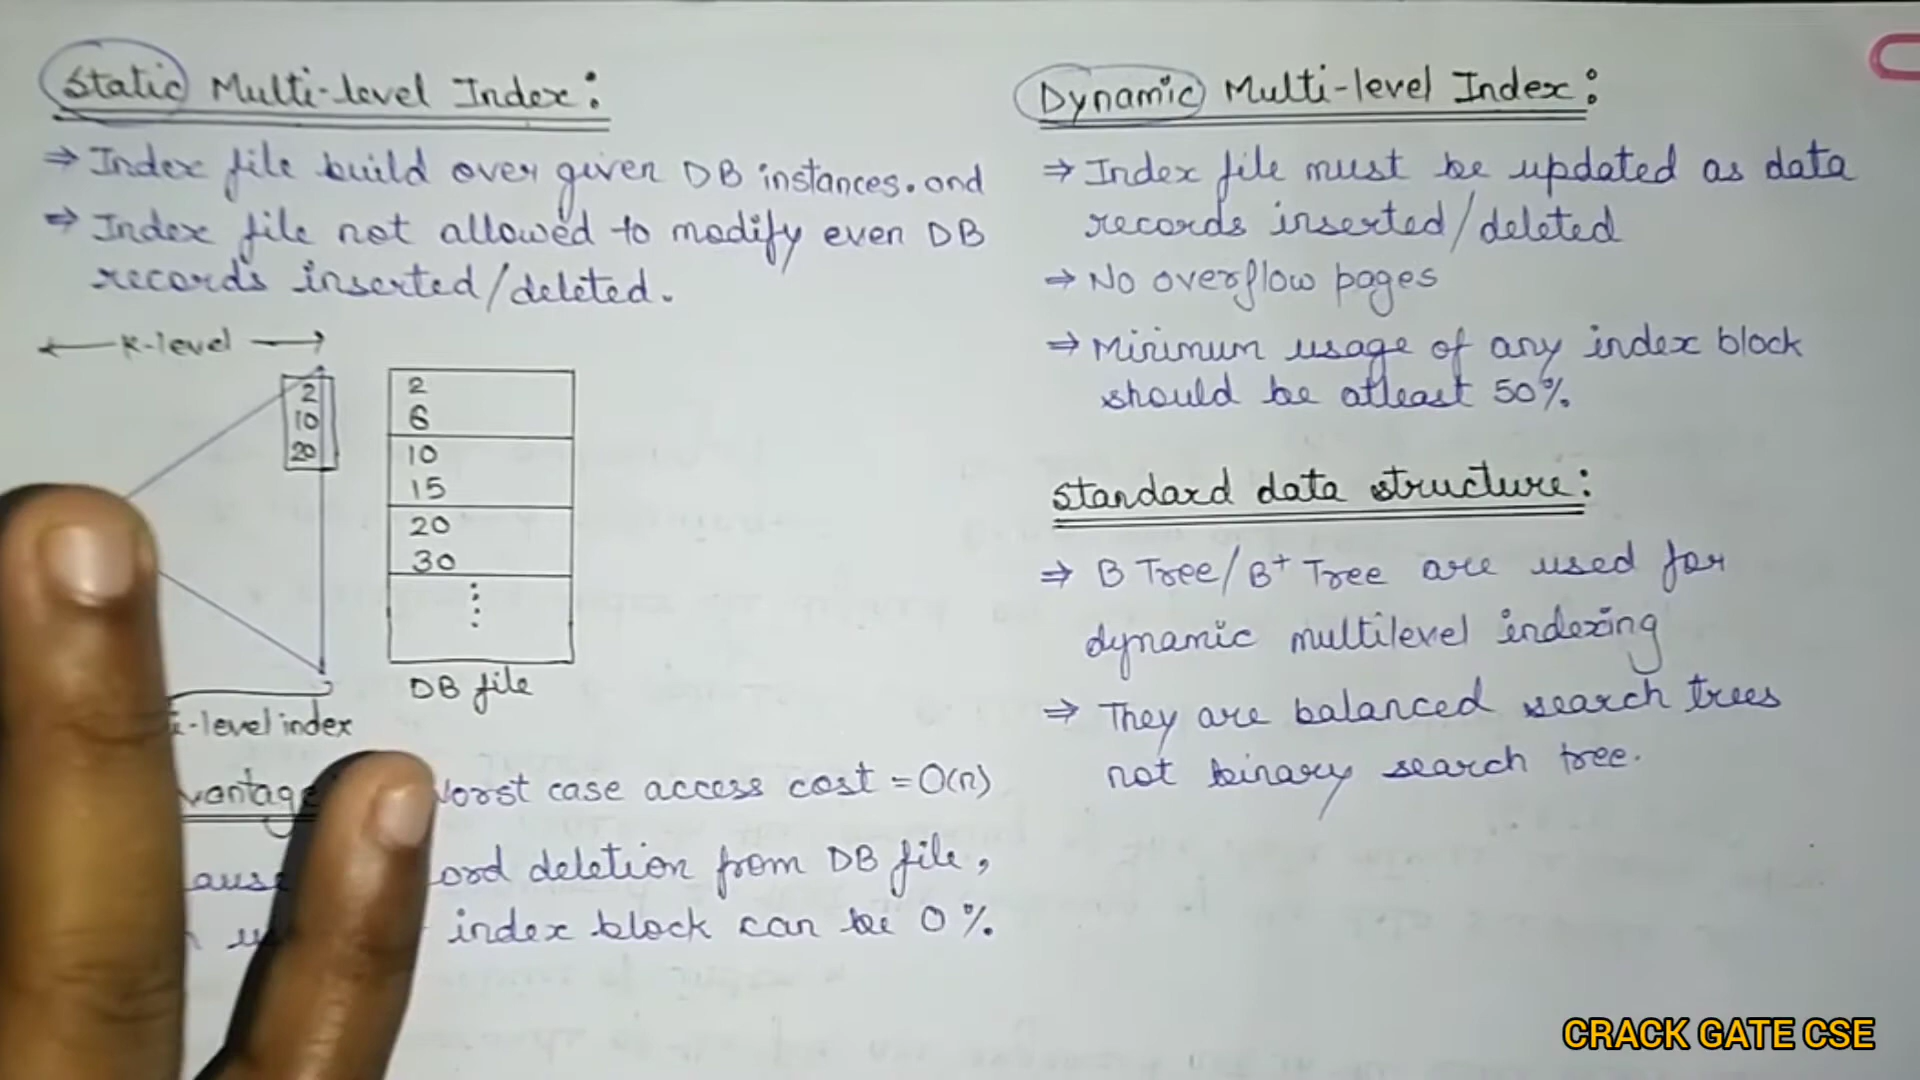 Static Multi-level Index:
⇒ Index file build over given DB instances. and
⇒ Index file not allowed to modify even DB
records inserted/deleted.
K-level
2
10
20
2
6
10
15
20
30
DB file
-level index
worst case access cost = O(n)
deletion from DB file,
index block can be 0%.
Dynamic Multi-level Index:
⇒ Index file must be updated as data
records inserted/deleted
⇒ No overflow pages
⇒ Minimum usage of any index block
should be atleast 50%.
Standard data structure:
⇒ B Tree/B+ Tree are used for
dynamic multilevel indexing
⇒ They are balanced search trees
not binary search tree.
CRACK GATE CSE